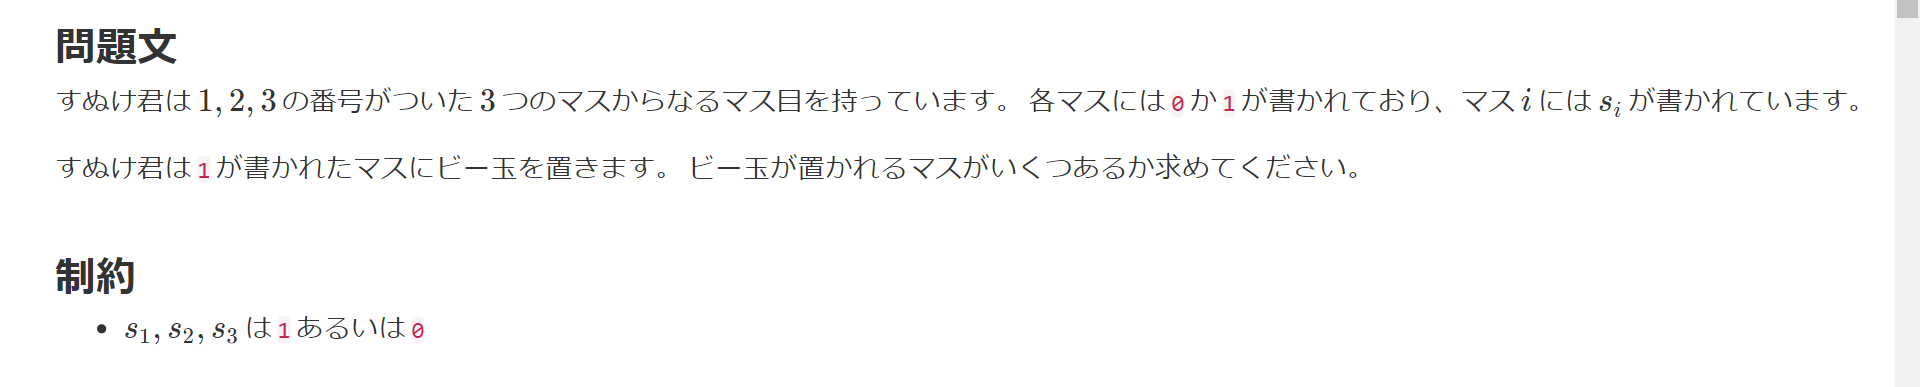 問題文
すぬけ君は 1, 2, 3 の番号がついた 3 つのマスからなるマス目を持っています。 各マスには 0 か 1 が書かれており、マス i には s_i が書かれています。
すぬけ君は 1 が書かれたマスにビー玉を置きます。 ビー玉が置かれるマスがいくつあるか求めてください。
制約
• s_1, s_2, s_3 は 1 あるいは 0